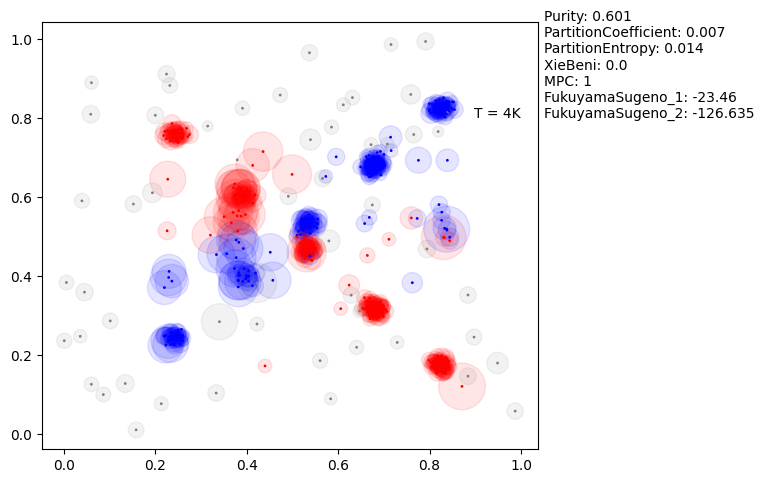 Purity: 0.601
PartitionCoefficient: 0.007
PartitionEntropy: 0.014
XieBeni: 0.0
MPC: 1
FukuyamaSugeno_1: -23.46
FukuyamaSugeno_2: -126.635
T = 4K
1.0
0.8
0.6
0.4
0.2
0.0
0.0 0.2 0.4 0.6 0.8 1.0